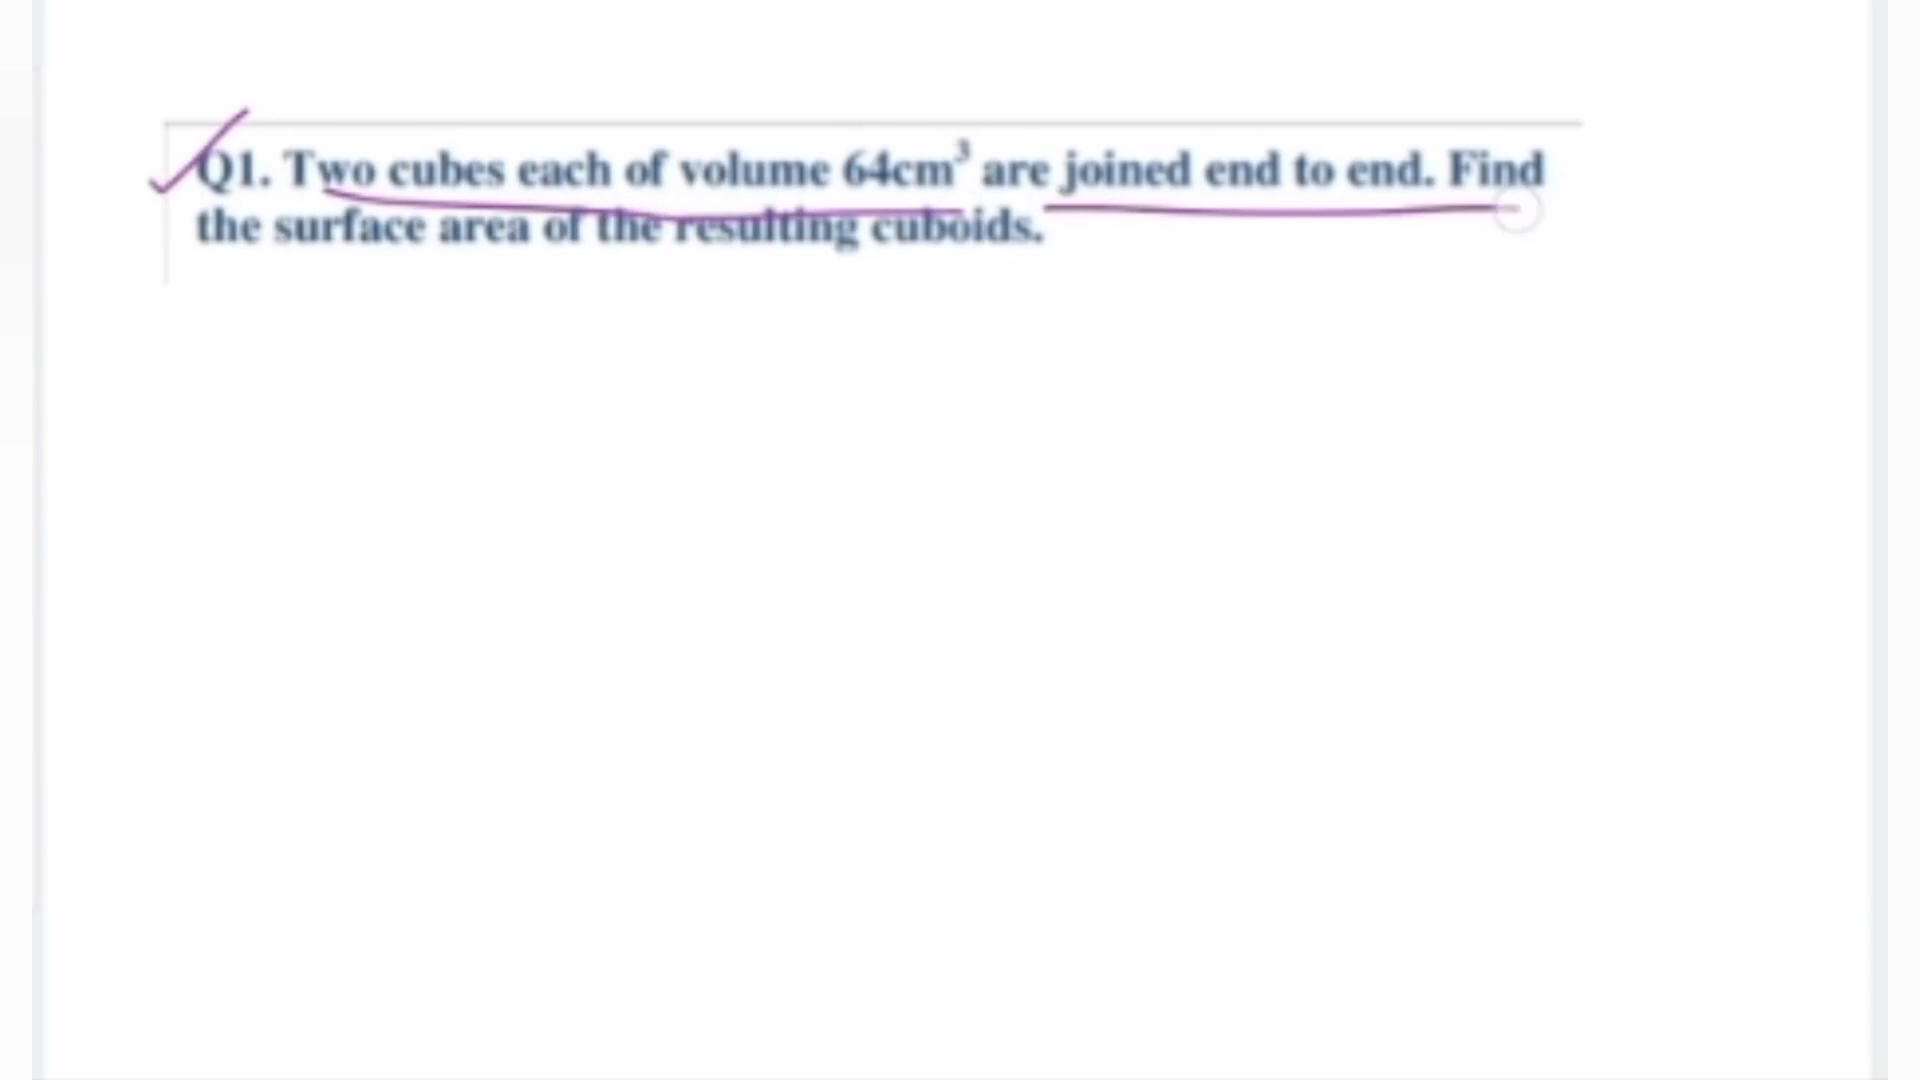 Q1. Two cubes each of volume 64cm³ are joined end to end. Find
the surface area of the resulting cuboids.